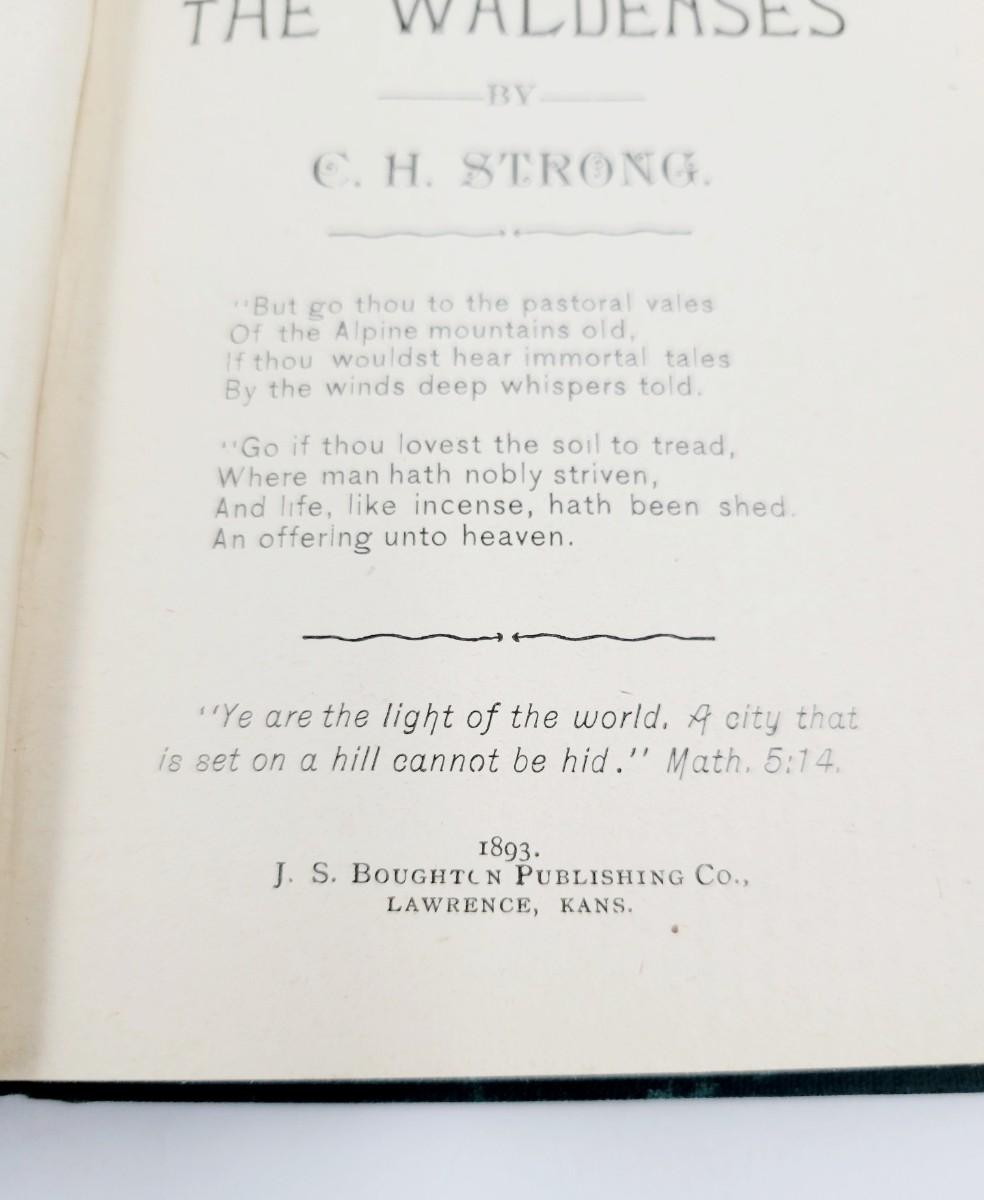 THE WALDENSES
BY
C. H. STRONG.
"But go thou to the pastoral vales
Of the Alpine mountains old,
If thou wouldst hear immortal tales
By the winds deep whispers told.
"Go if thou lovest the soil to tread,
Where man hath nobly striven,
And life, like incense, hath been shed.
An offering unto heaven.
"Ye are the light of the world. A city that
is set on a hill cannot be hid." Math. 5:14.
1893.
J. S. BOUGHTON PUBLISHING CO.,
LAWRENCE, KANS.